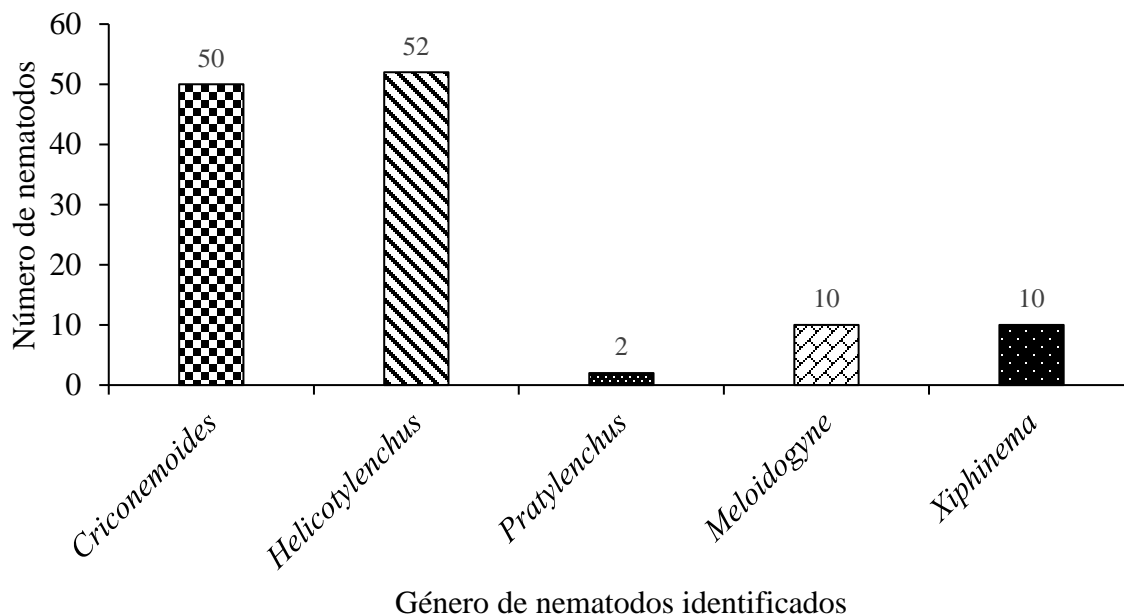 Número de nematodos
60
50
40
30
20
10
0
50
52
2
10
10
Criconemoides
Helicotylenchus
Pratylenchus
Meloidogyne
Xiphinema
Género de nematodos identificados